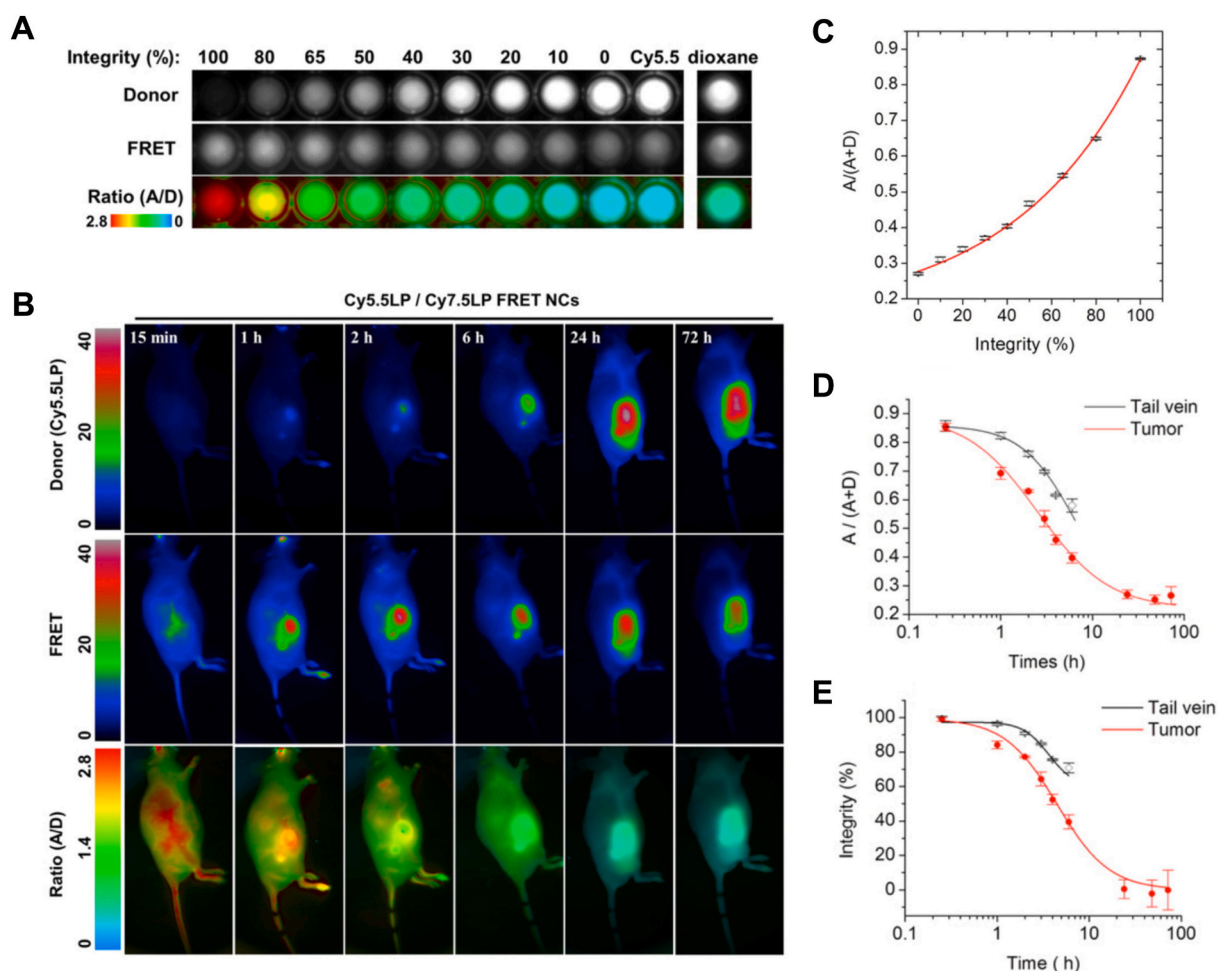 A
Integrity (%): 100 80 65 50 40 30 20 10 0 Cy5.5 dioxane
Donor
FRET
Ratio (A/D)
2.8 0
B
Cy5.5LP / Cy7.5LP FRET NCs
15 min 1 h 2 h 6 h 24 h 72 h
Donor (Cy5.5LP)
40
20
0
FRET
40
20
0
Ratio (A/D)
2.8
1.4
0
C
A/(A+D)
0.9
0.8
0.7
0.6
0.5
0.4
0.3
0.2
0 20 40 60 80 100
Integrity (%)
D
Tail vein
Tumor
A / (A+D)
0.9
0.8
0.7
0.6
0.5
0.4
0.3
0.2
0.1 1 10 100
Times (h)
E
Tail vein
Tumor
Integrity (%)
100
80
60
40
20
0
0.1 1 10 100
Time ( h)